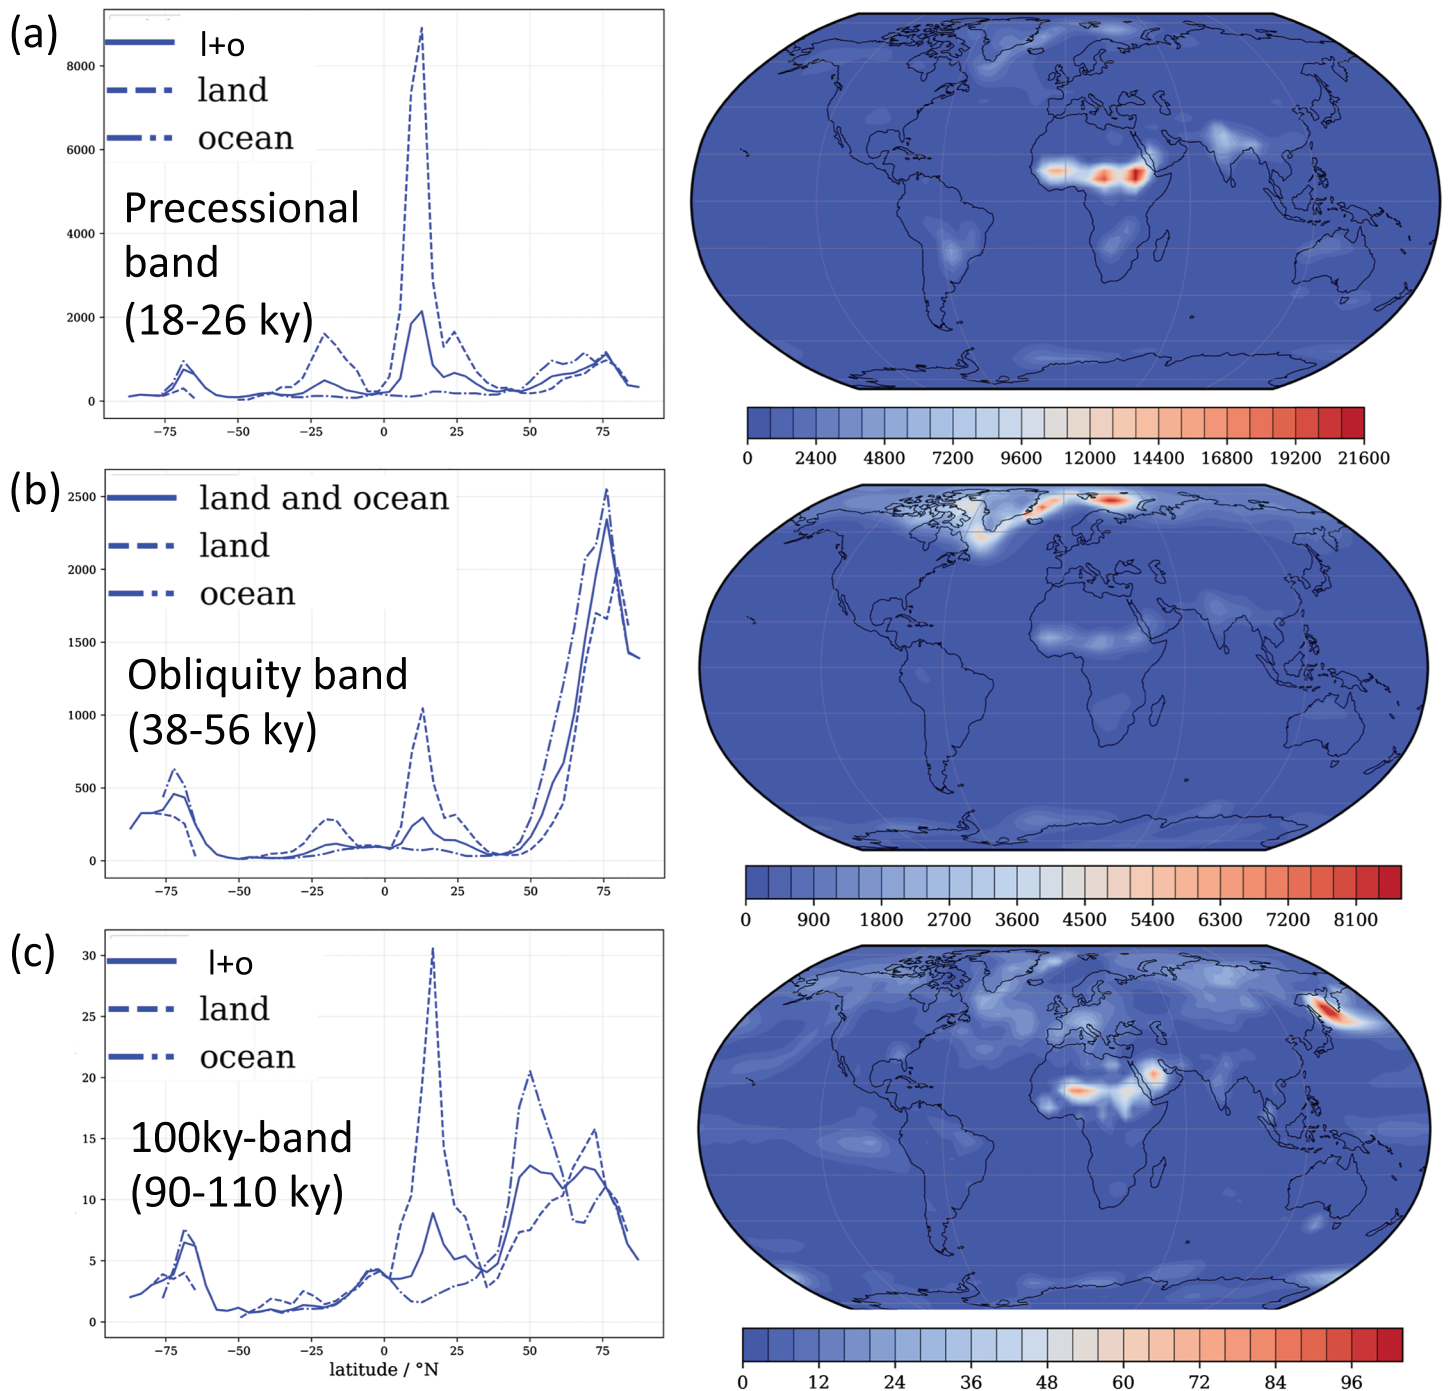 (a)
l+o
land
ocean
Precessional
band
(18-26 ky)
8000
6000
4000
2000
0
−75 −50 −25 0 25 50 75
0 2400 4800 7200 9600 12000 14400 16800 19200 21600
(b)
land and ocean
land
ocean
Obliquity band
(38-56 ky)
2500
2000
1500
1000
500
0
−75 −50 −25 0 25 50 75
0 900 1800 2700 3600 4500 5400 6300 7200 8100
(c)
l+o
land
ocean
100ky-band
(90-110 ky)
30
25
20
15
10
5
0
−75 −50 −25 0 25 50 75
latitude / °N
0 12 24 36 48 60 72 84 96